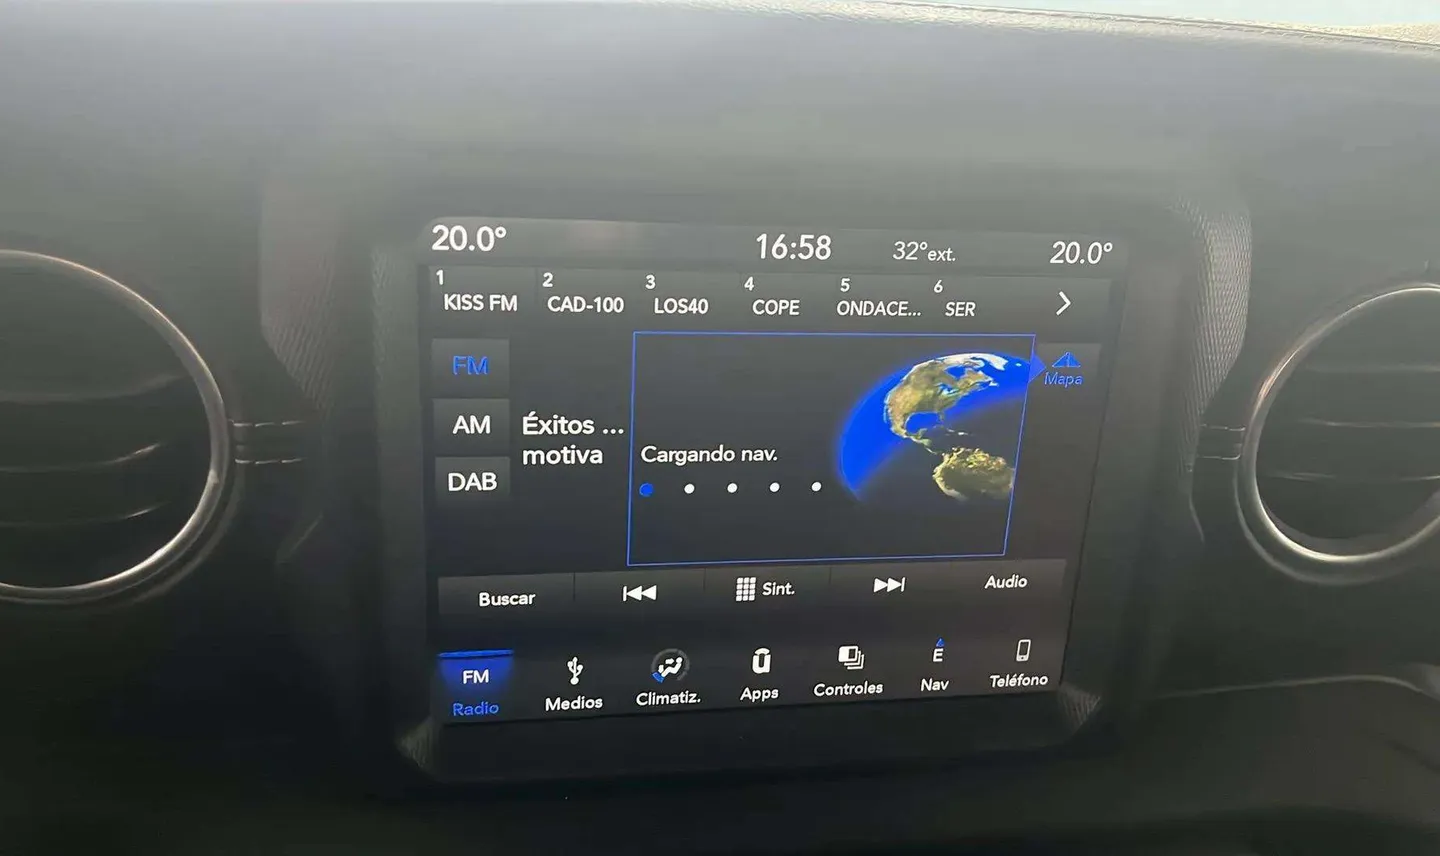 20.0° 16:58 32°ext. 20.0°
1 2 3 4 5 6
KISS FM CAD-100 LOS40 COPE ONDACE... SER
FM
Mapa
AM
Éxitos ...
motiva
DAB
Cargando nav.
Buscar Sint. Audio
FM E
Radio Medios Climatiz. Apps Controles Nav Teléfono